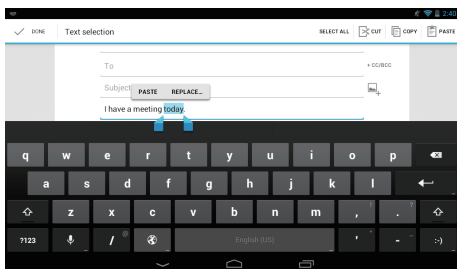 2:40
DONE Text selection SELECT ALL CUT COPY PASTE
To + CC/BCC
Subject
PASTE REPLACE...
I have a meeting today.
q w e r t y u i o p
a s d f g h j k l
z x c v b n m , ! . ?
?123 / @ English (US) ' " - _ :-)